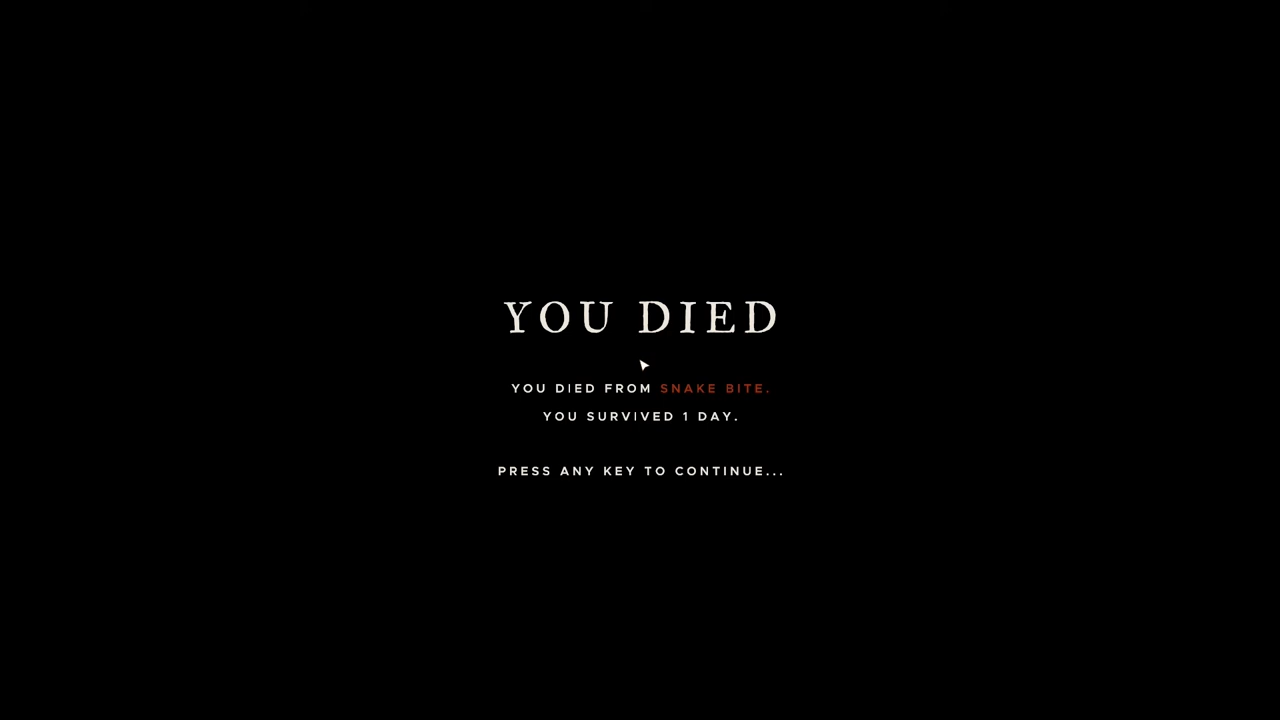 YOU DIED
YOU DIED FROM SNAKE BITE.
YOU SURVIVED 1 DAY.
PRESS ANY KEY TO CONTINUE...